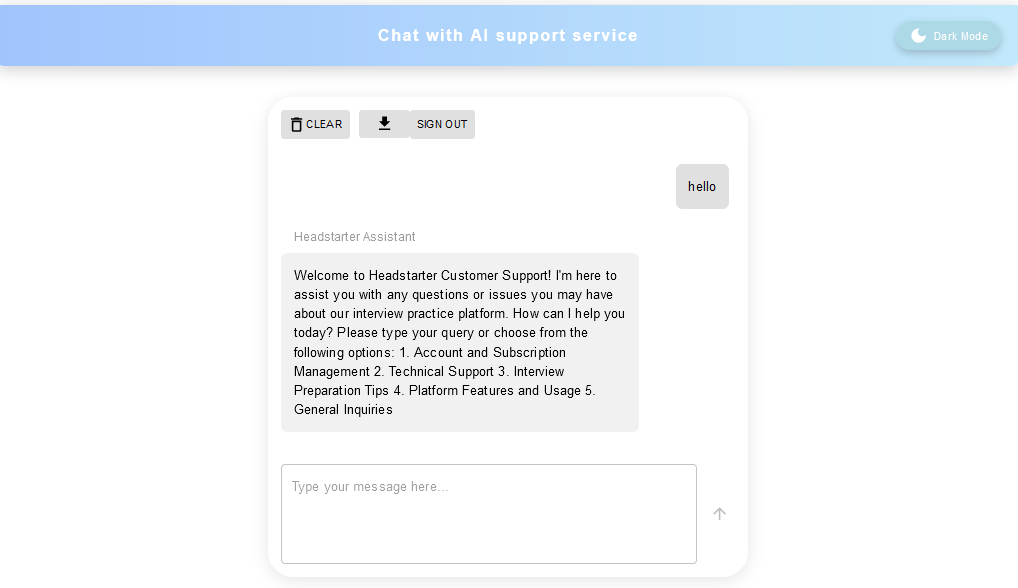 Chat with AI support service
Dark Mode
CLEAR
SIGN OUT
hello
Headstarter Assistant
Welcome to Headstarter Customer Support! I'm here to
assist you with any questions or issues you may have
about our interview practice platform. How can I help you
today? Please type your query or choose from the
following options: 1. Account and Subscription
Management 2. Technical Support 3. Interview
Preparation Tips 4. Platform Features and Usage 5.
General Inquiries
Type your message here...